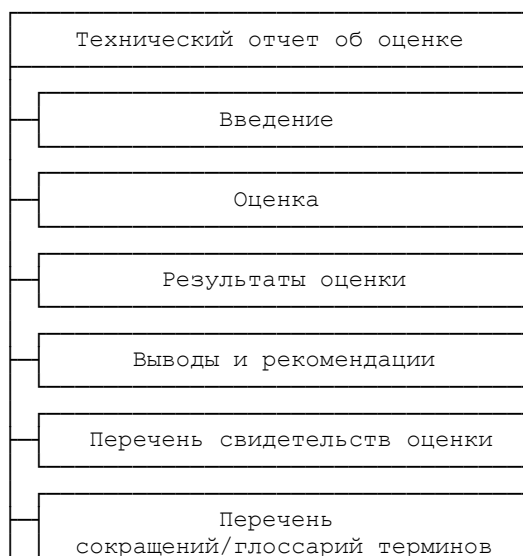 Технический отчет об оценке
Введение
Оценка
Результаты оценки
Выводы и рекомендации
Перечень свидетельств оценки
Перечень
сокращений/глоссарий терминов